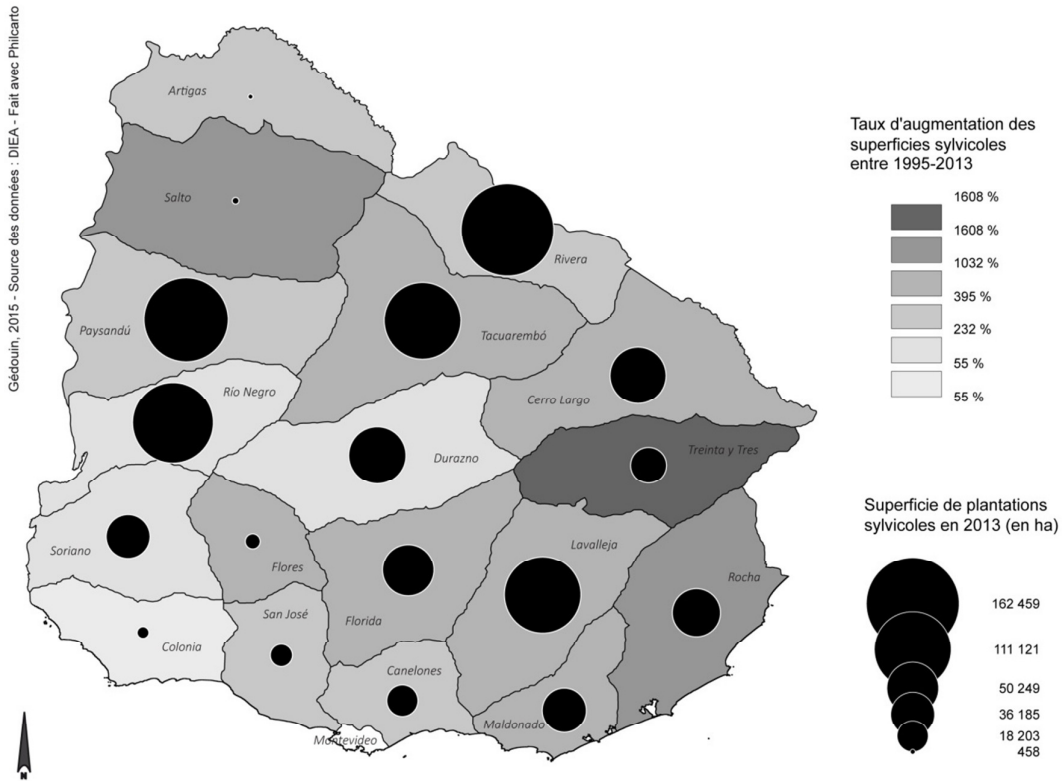 Gédouin, 2015 - Source des données : DIEA - Fait avec Philcarto
Artigas
Salto
Rivera
Paysandú
Tacuarembó
Río Negro
Cerro Largo
Durazno
Treinta y Tres
Soriano
Flores
Lavalleja
Rocha
San José
Florida
Colonia
Canelones
Maldonado
Montevideo
N
Taux d'augmentation des
superficies sylvicoles
entre 1995-2013
1608 %
1608 %
1032 %
395 %
232 %
55 %
55 %
Superficie de plantations
sylvicoles en 2013 (en ha)
162 459
111 121
50 249
36 185
18 203
458